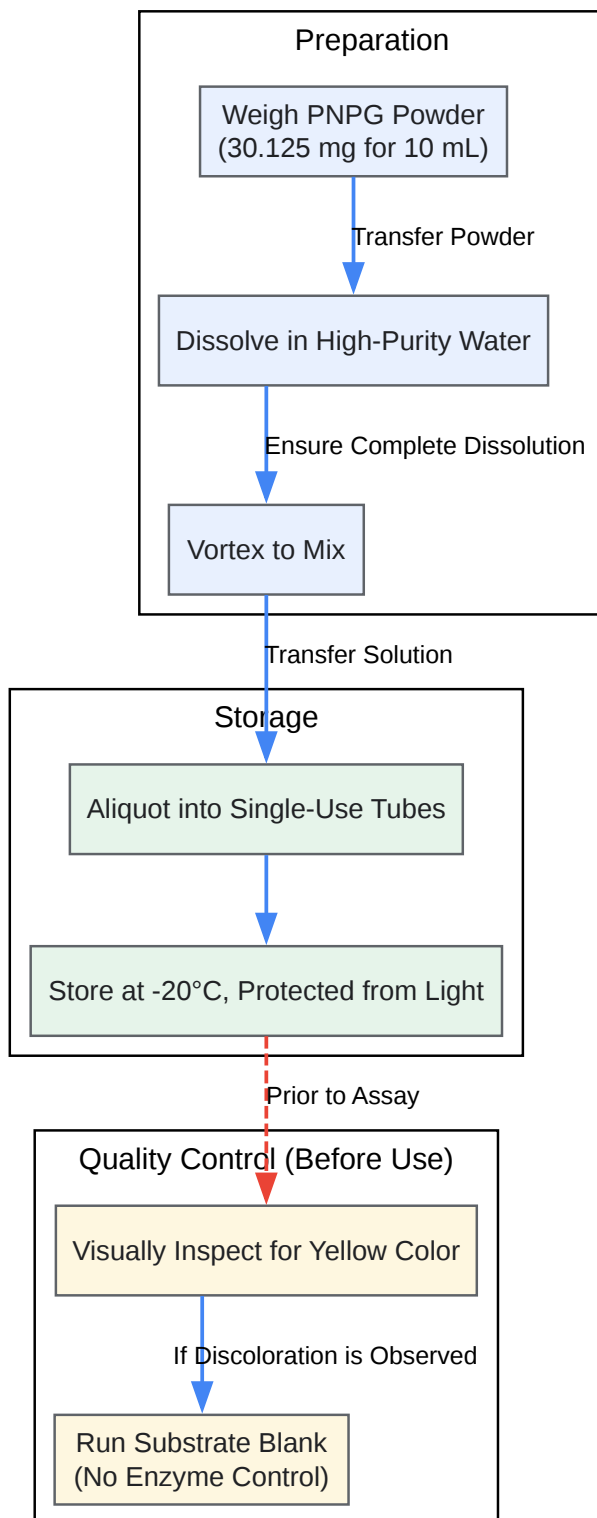 Preparation
Weigh PNPG Powder
(30.125 mg for 10 mL)
Transfer Powder
Dissolve in High-Purity Water
Ensure Complete Dissolution
Vortex to Mix
Transfer Solution
Storage
Aliquot into Single-Use Tubes
Store at -20°C, Protected from Light
Prior to Assay
Quality Control (Before Use)
Visually Inspect for Yellow Color
If Discoloration is Observed
Run Substrate Blank
(No Enzyme Control)